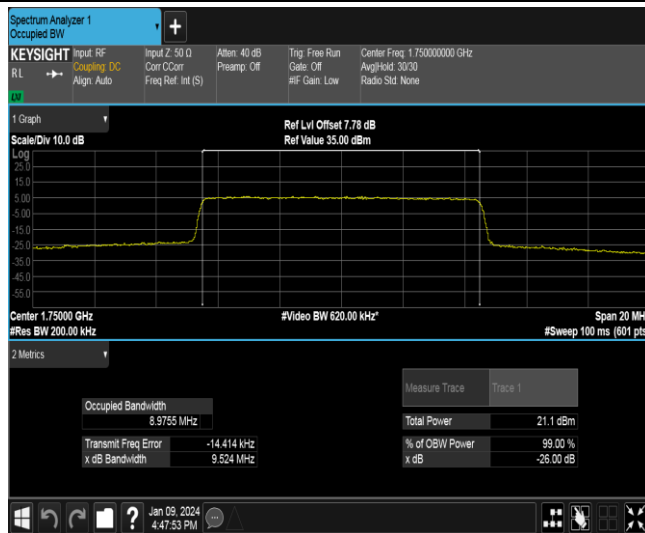 Spectrum Analyzer 1
Occupied BW
+
KEYSIGHT
RL
LXI
Input: RF
Coupling: DC
Align: Auto
Input Z: 50 Ω
Corr CCorr
Freq Ref: Int (S)
Atten: 40 dB
Preamp: Off
Trig: Free Run
Gate: Off
#IF Gain: Low
Center Freq: 1.750000000 GHz
Avg|Hold: 30/30
Radio Std: None
1 Graph
Scale/Div 10.0 dB
Ref Lvl Offset 7.78 dB
Ref Value 35.00 dBm
Log
25.0
15.0
5.00
-5.00
-15.0
-25.0
-35.0
-45.0
-55.0
Center 1.75000 GHz
#Video BW 620.00 kHz*
Span 20 MH
#Res BW 200.00 kHz
#Sweep 100 ms (601 pts
2 Metrics
Measure Trace
Trace 1
Occupied Bandwidth
8.9755 MHz
Total Power
21.1 dBm
Transmit Freq Error
-14.414 kHz
% of OBW Power
99.00 %
x dB Bandwidth
9.524 MHz
x dB
-26.00 dB
?
Jan 09, 2024
4:47:53 PM